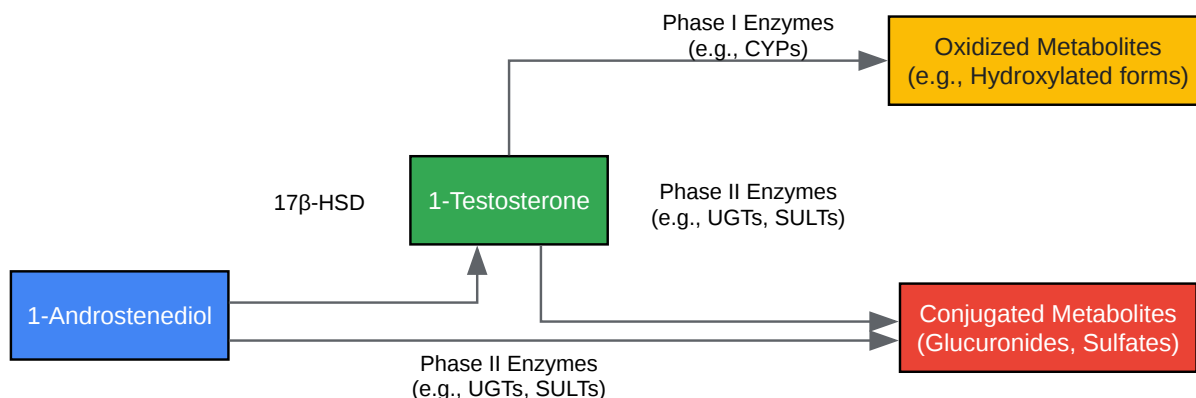 Phase I Enzymes
(e.g., CYPs)
Oxidized Metabolites
(e.g., Hydroxylated forms)
17β-HSD
1-Testosterone
Phase II Enzymes
(e.g., UGTs, SULTs)
1-Androstenediol
Conjugated Metabolites
(Glucuronides, Sulfates)
Phase II Enzymes
(e.g., UGTs, SULTs)